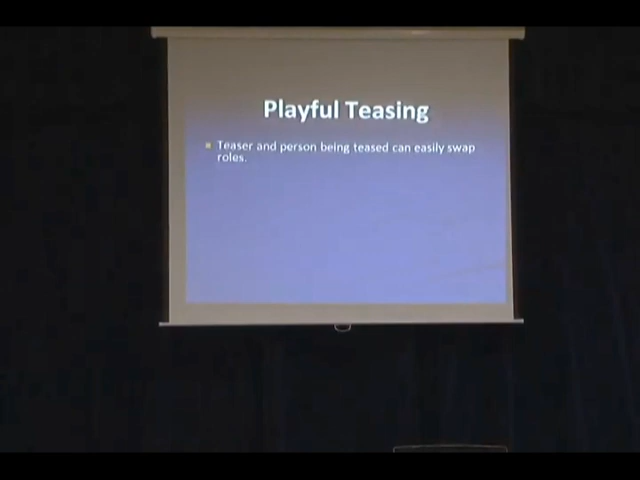 Playful Teasing
Teaser and person being teased can easily swap
roles.